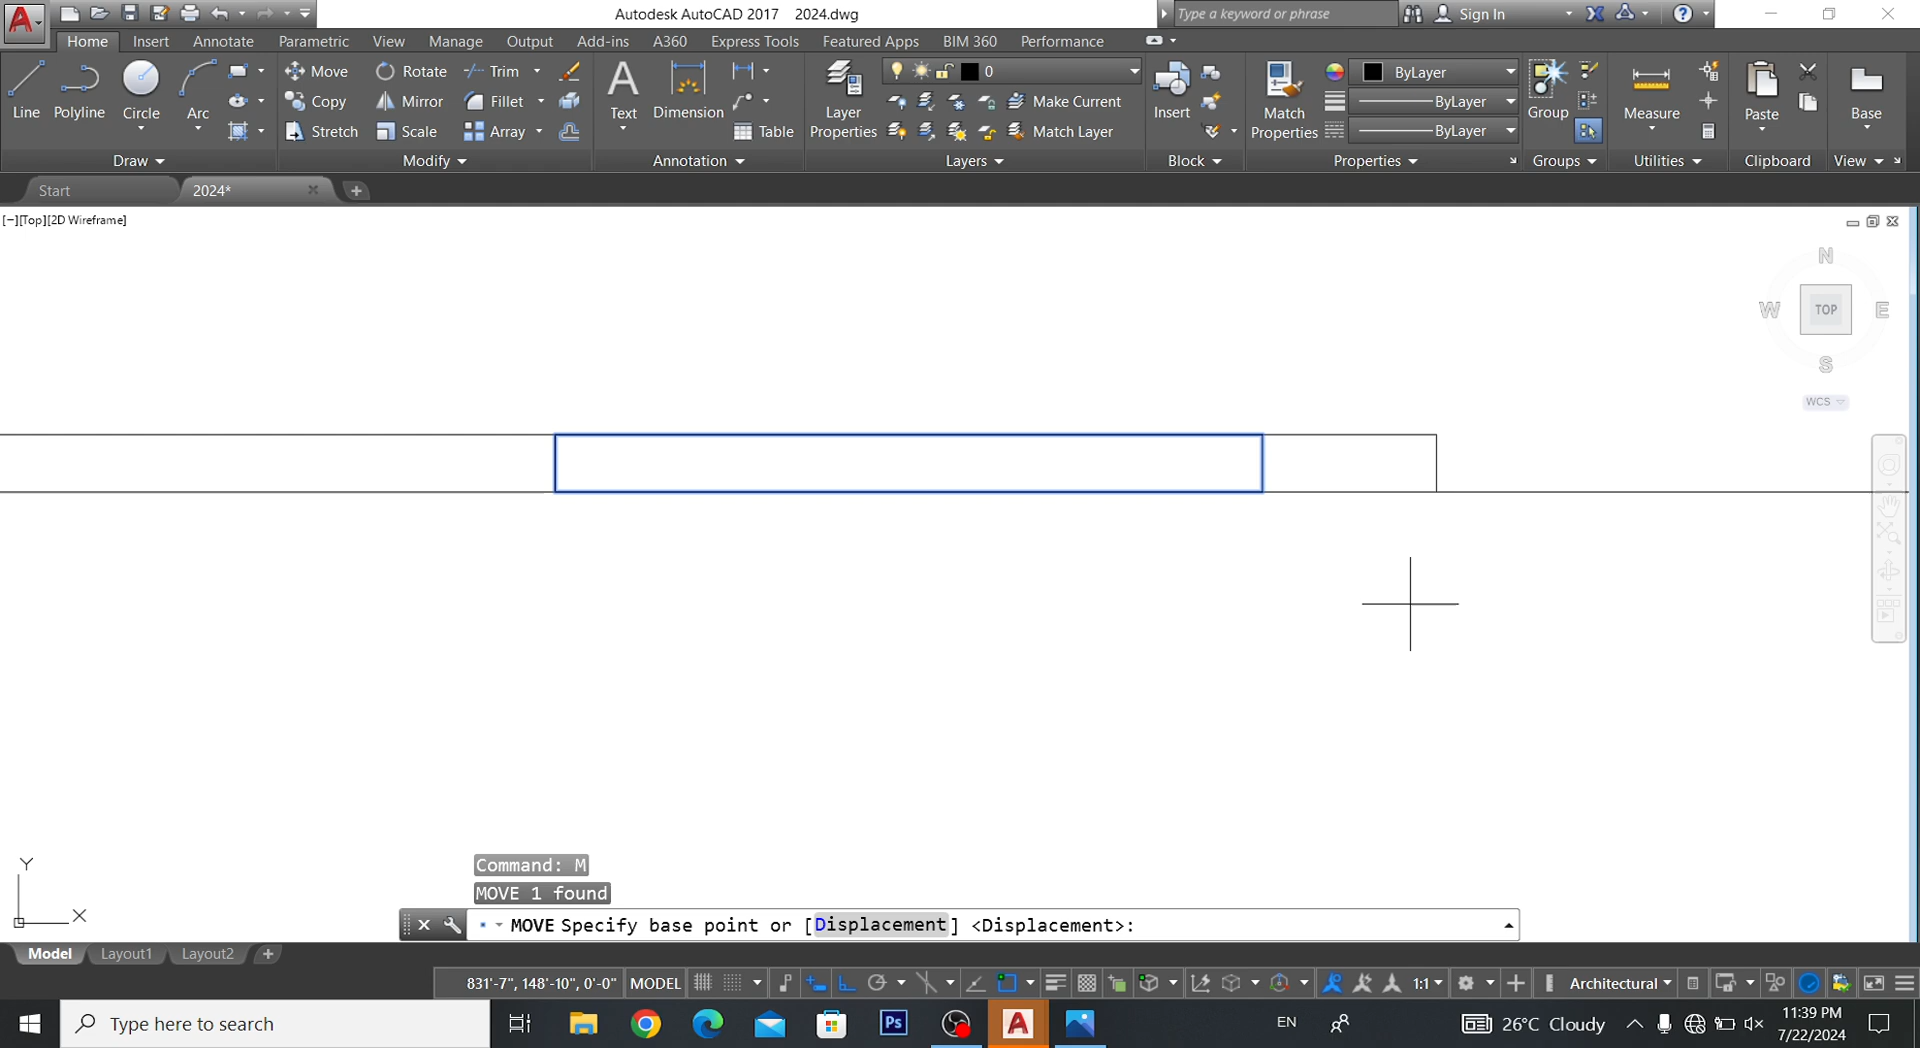 Autodesk AutoCAD 2017 2024.dwg
Type a keyword or phrase
Sign In
Home Insert Annotate Parametric View Manage Output Add-ins A360 Express Tools Featured Apps BIM 360 Performance
Move Rotate Trim
0
ByLayer
Copy Mirror Fillet
Make Current
ByLayer
Line Polyline Circle Arc
Text Dimension
Layer
Properties
Insert
Match
Properties
Group
Measure
Paste
Base
Stretch Scale Array
Table
Match Layer
ByLayer
Draw Modify Annotation Layers Block Properties Groups Utilities Clipboard View
Start 2024*
[−][Top][2D Wireframe]
N
W TOP E
S
WCS
Y
X
Command: M
MOVE 1 found
MOVE Specify base point or [Displacement] <Displacement>:
Model Layout1 Layout2 +
831'-7", 148'-10", 0'-0" MODEL 1:1 Architectural
Type here to search
Ps
EN
26°C Cloudy
11:39 PM
7/22/2024